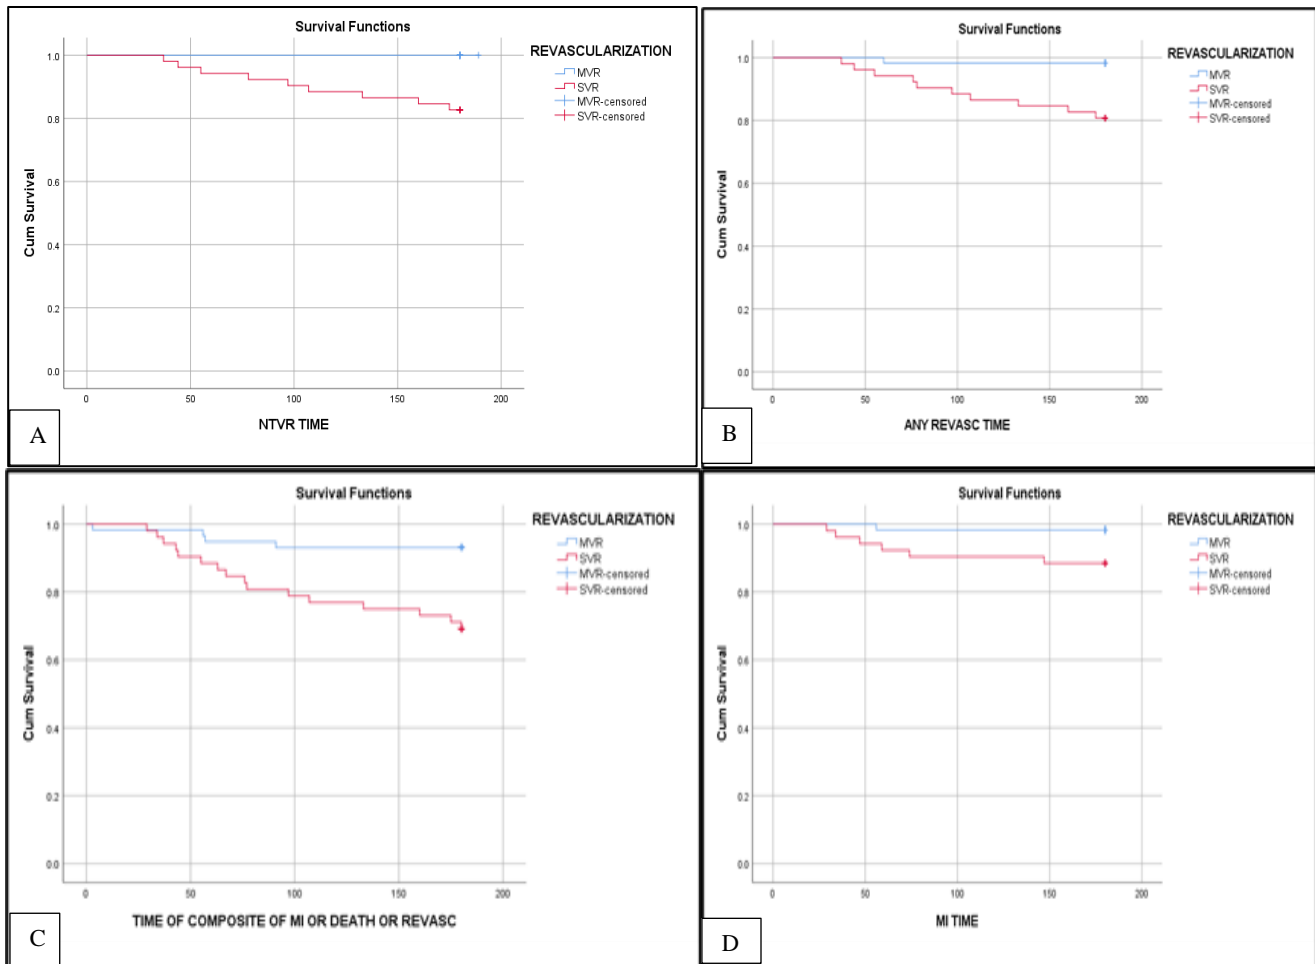 Survival Functions
REVASCULARIZATION
MVR
SVR
MVR-censored
SVR-censored
Cum Survival
1.0
0.8
0.6
0.4
0.2
0.0
0 50 100 150 200
NTVR TIME
A
Survival Functions
REVASCULARIZATION
MVR
SVR
MVR-censored
SVR-censored
Cum Survival
1.0
0.8
0.6
0.4
0.2
0.0
0 50 100 150 200
ANY REVASC TIME
B
Survival Functions
REVASCULARIZATION
MVR
SVR
MVR-censored
SVR-censored
Cum Survival
1.0
0.8
0.6
0.4
0.2
0.0
0 50 100 150 200
TIME OF COMPOSITE OF MI OR DEATH OR REVASC
C
Survival Functions
REVASCULARIZATION
MVR
SVR
MVR-censored
SVR-censored
Cum Survival
1.0
0.8
0.6
0.4
0.2
0.0
0 50 100 150 200
MI TIME
D